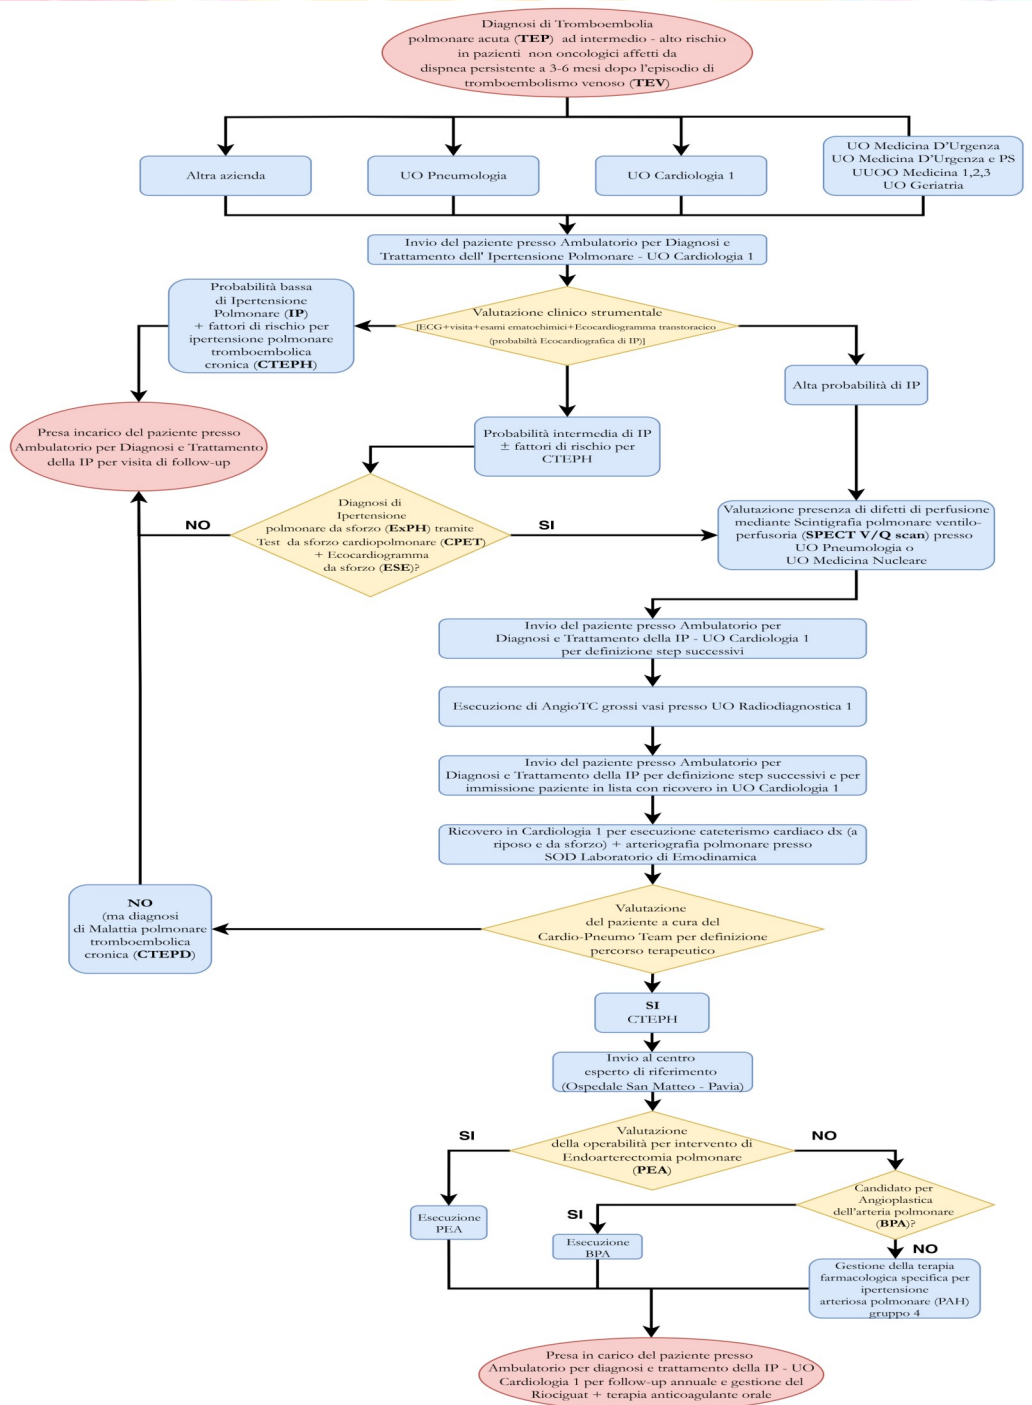 Diagnosi di Tromboembolia
polmonare acuta (TEP) ad intermedio - alto rischio
in pazienti non oncologici affetti da
dispnea persistente a 3-6 mesi dopo l'episodio di
tromboembolismo venoso (TEV)
Altra azienda
UO Pneumologia
UO Cardiologia 1
UO Medicina D'Urgenza
UO Medicina D'Urgenza e PS
UUOO Medicina 1,2,3
UO Geriatria
Invio del paziente presso Ambulatorio per Diagnosi e
Trattamento dell' Ipertensione Polmonare - UO Cardiologia 1
Probabilità bassa
di Ipertensione
Polmonare (IP)
+ fattori di rischio per
ipertensione polmonare
tromboembolica
cronica (CTEPH)
Valutazione clinico strumentale
[ECG+visita+esami ematochimici+Ecocardiogramma transtoracico
(probabiltà Ecocardiografica di IP)]
Alta probabilità di IP
Presa incarico del paziente presso
Ambulatorio per Diagnosi e Trattamento
della IP per visita di follow-up
Probabilità intermedia di IP
± fattori di rischio per
CTEPH
NO
Diagnosi di
Ipertensione
polmonare da sforzo (ExPH) tramite
Test da sforzo cardiopolmonare (CPET)
+ Ecocardiogramma
da sforzo (ESE)?
SI
Valutazione presenza di difetti di perfusione
mediante Scintigrafia polmonare ventilo-
perfusoria (SPECT V/Q scan) presso
UO Pneumologia o
UO Medicina Nucleare
Invio del paziente presso Ambulatorio per
Diagnosi e Trattamento della IP - UO Cardiologia 1
per definizione step successivi
Esecuzione di AngioTC grossi vasi presso UO Radiodiagnostica 1
Invio del paziente presso Ambulatorio per
Diagnosi e Trattamento della IP per definizione step successivi e per
immissione paziente in lista con ricovero in UO Cardiologia 1
Ricovero in Cardiologia 1 per esecuzione cateterismo cardiaco dx (a
riposo e da sforzo) + arteriografia polmonare presso
SOD Laboratorio di Emodinamica
NO
(ma diagnosi
di Malattia polmonare
tromboembolica
cronica (CTEPD)
Valutazione
del paziente a cura del
Cardio-Pneumo Team per definizione
percorso terapeutico
SI
CTEPH
Invio al centro
esperto di riferimento
(Ospedale San Matteo - Pavia)
SI
Valutazione
della operabilità per intervento di
Endoarterectomia polmonare
(PEA)
NO
Esecuzione
PEA
SI
Esecuzione
BPA
Candidato per
Angioplastica
dell'arteria polmonare
(BPA)?
NO
Gestione della terapia
farmacologica specifica per
ipertensione
arteriosa polmonare (PAH)
gruppo 4
Presa in carico del paziente presso
Ambulatorio per diagnosi e trattamento della IP - UO
Cardiologia 1 per follow-up annuale e gestione del
Riociguat + terapia anticoagulante orale